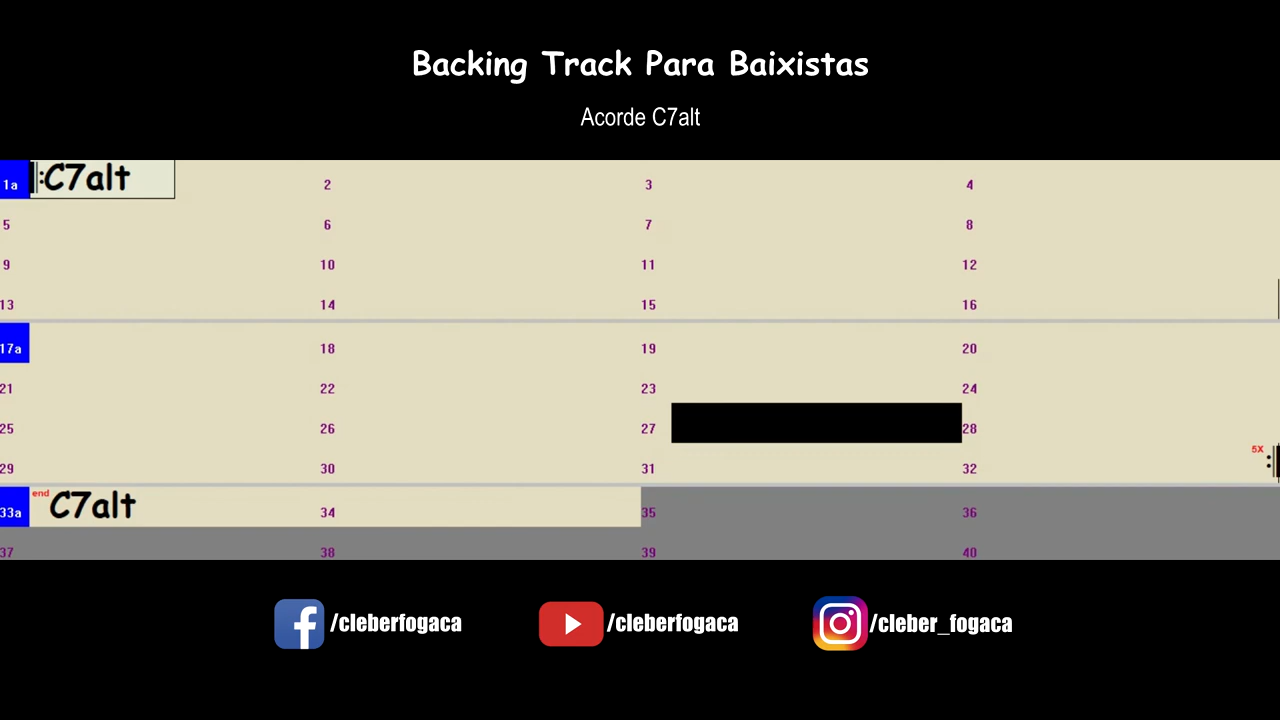 Backing Track Para Baixistas
Acorde C7alt
1a C7alt 2 3 4
5 6 7 8
9 10 11 12
13 14 15 16
17a 18 19 20
21 22 23 24
25 26 27 28
5X
29 30 31 32
end
33a C7alt 34 35 36
37 38 39 40
/cleberfogaca /cleberfogaca /cleber_fogaca